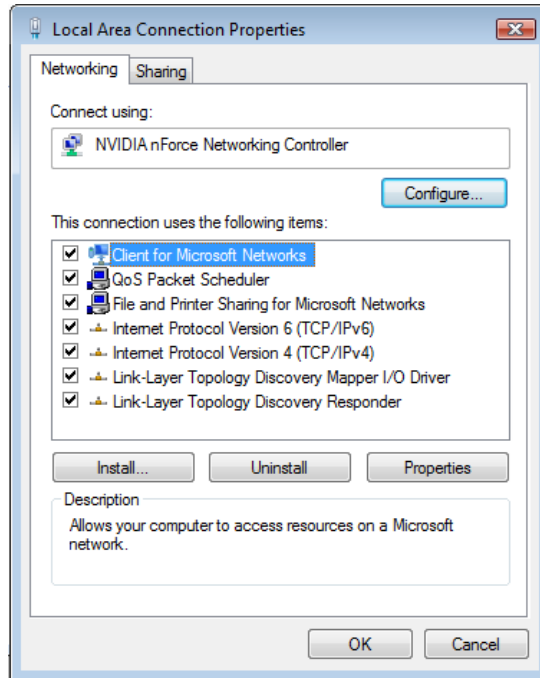 Local Area Connection Properties
Networking
Sharing
Connect using:
NVIDIA nForce Networking Controller
Configure...
This connection uses the following items:
Client for Microsoft Networks
QoS Packet Scheduler
File and Printer Sharing for Microsoft Networks
Internet Protocol Version 6 (TCP/IPv6)
Internet Protocol Version 4 (TCP/IPv4)
Link-Layer Topology Discovery Mapper I/O Driver
Link-Layer Topology Discovery Responder
Install...
Uninstall
Properties
Description
Allows your computer to access resources on a Microsoft
network.
OK
Cancel